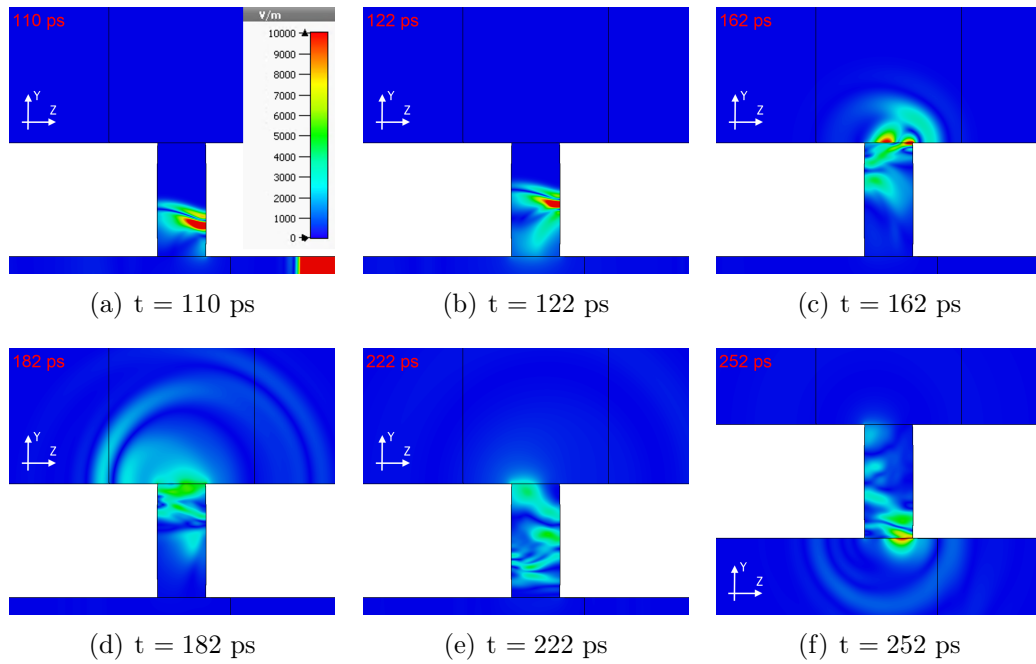 110 ps
V/m
10000
9000
8000
7000
6000
5000
4000
3000
2000
1000
0
Y
Z
122 ps
Y
Z
162 ps
Y
Z
(a) t = 110 ps
(b) t = 122 ps
(c) t = 162 ps
182 ps
Y
Z
222 ps
Y
Z
252 ps
Y
Z
(d) t = 182 ps
(e) t = 222 ps
(f) t = 252 ps